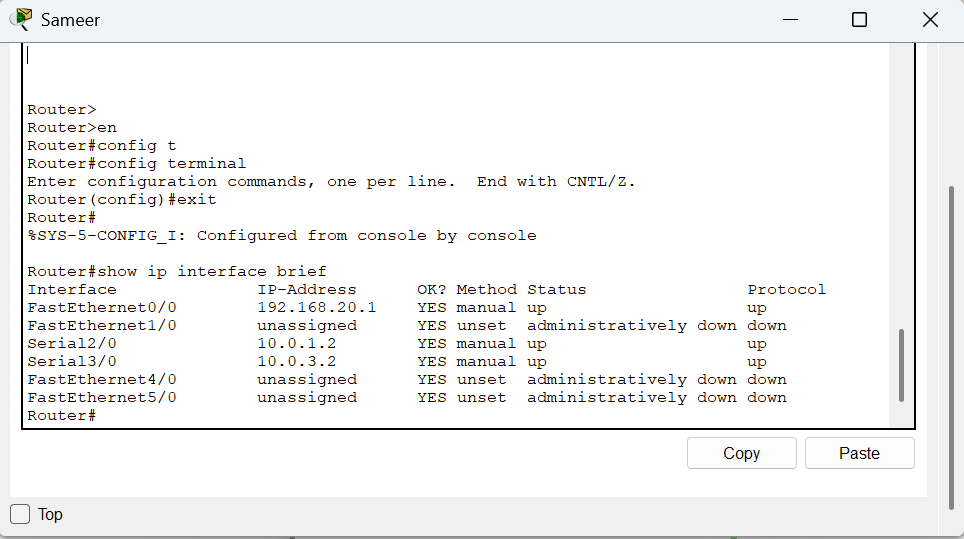 Sameer
Router>
Router>en
Router#config t
Router#config terminal
Enter configuration commands, one per line.  End with CNTL/Z.
Router(config)#exit
Router#
%SYS-5-CONFIG_I: Configured from console by console
Router#show ip interface brief
Interface              IP-Address      OK? Method Status                Protocol
FastEthernet0/0        192.168.20.1    YES manual up                    up
FastEthernet1/0        unassigned      YES unset  administratively down down
Serial2/0              10.0.1.2        YES manual up                    up
Serial3/0              10.0.3.2        YES manual up                    up
FastEthernet4/0        unassigned      YES unset  administratively down down
FastEthernet5/0        unassigned      YES unset  administratively down down
Router#
Copy Paste
Top